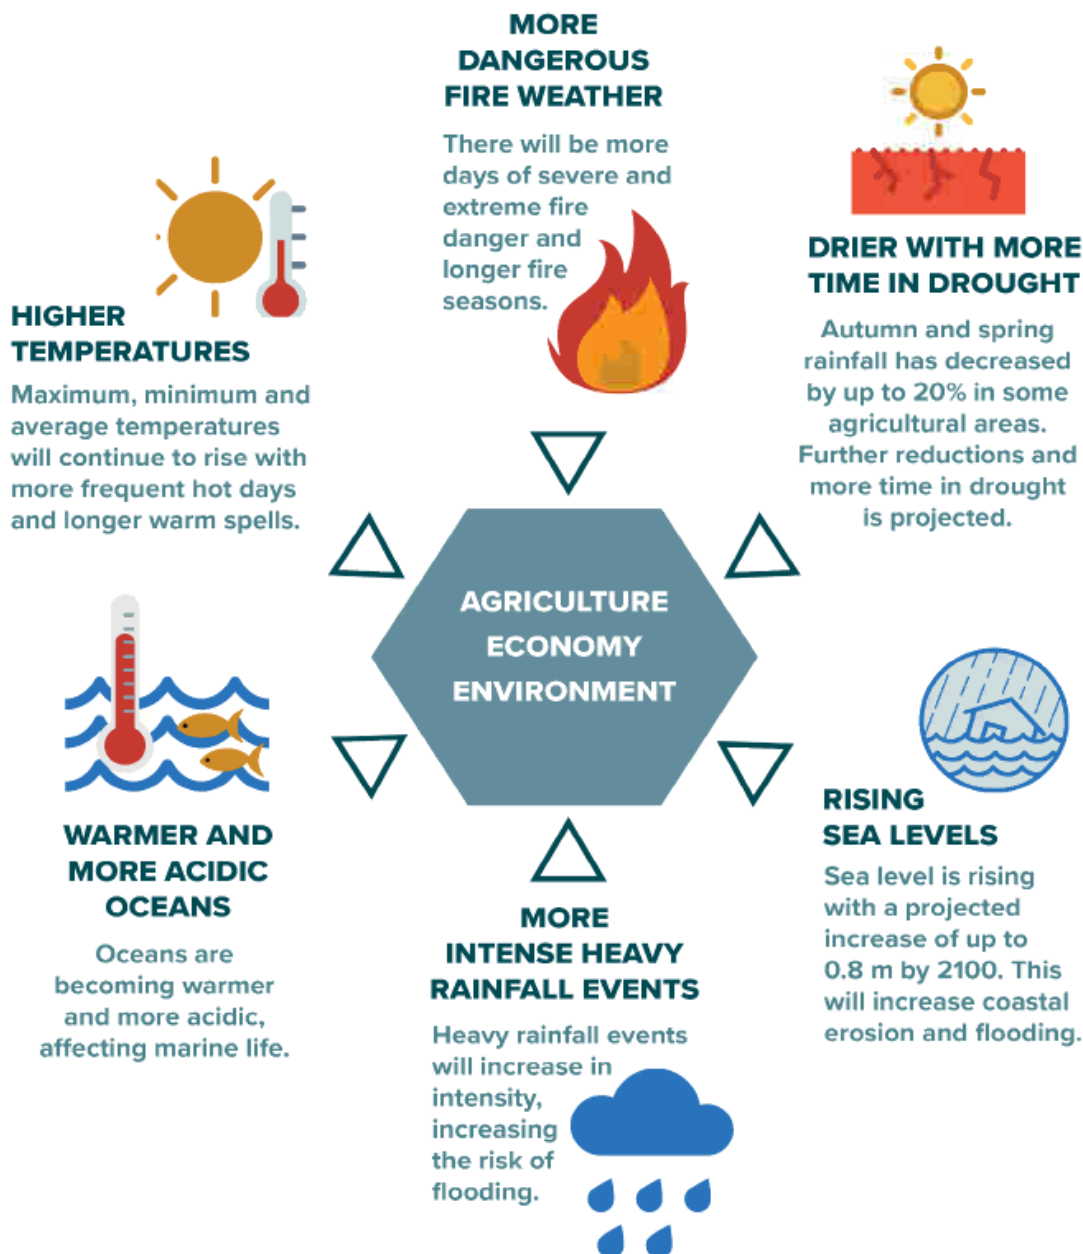 MORE
DANGEROUS
FIRE WEATHER
There will be more
days of severe and
extreme fire
danger and
longer fire
seasons.
DRIER WITH MORE
TIME IN DROUGHT
Autumn and spring
rainfall has decreased
by up to 20% in some
agricultural areas.
Further reductions and
more time in drought
is projected.
HIGHER
TEMPERATURES
Maximum, minimum and
average temperatures
will continue to rise with
more frequent hot days
and longer warm spells.
AGRICULTURE
ECONOMY
ENVIRONMENT
WARMER AND
MORE ACIDIC
OCEANS
Oceans are
becoming warmer
and more acidic,
affecting marine life.
MORE
INTENSE HEAVY
RAINFALL EVENTS
Heavy rainfall events
will increase in
intensity,
increasing
the risk of
flooding.
RISING
SEA LEVELS
Sea level is rising
with a projected
increase of up to
0.8 m by 2100. This
will increase coastal
erosion and flooding.